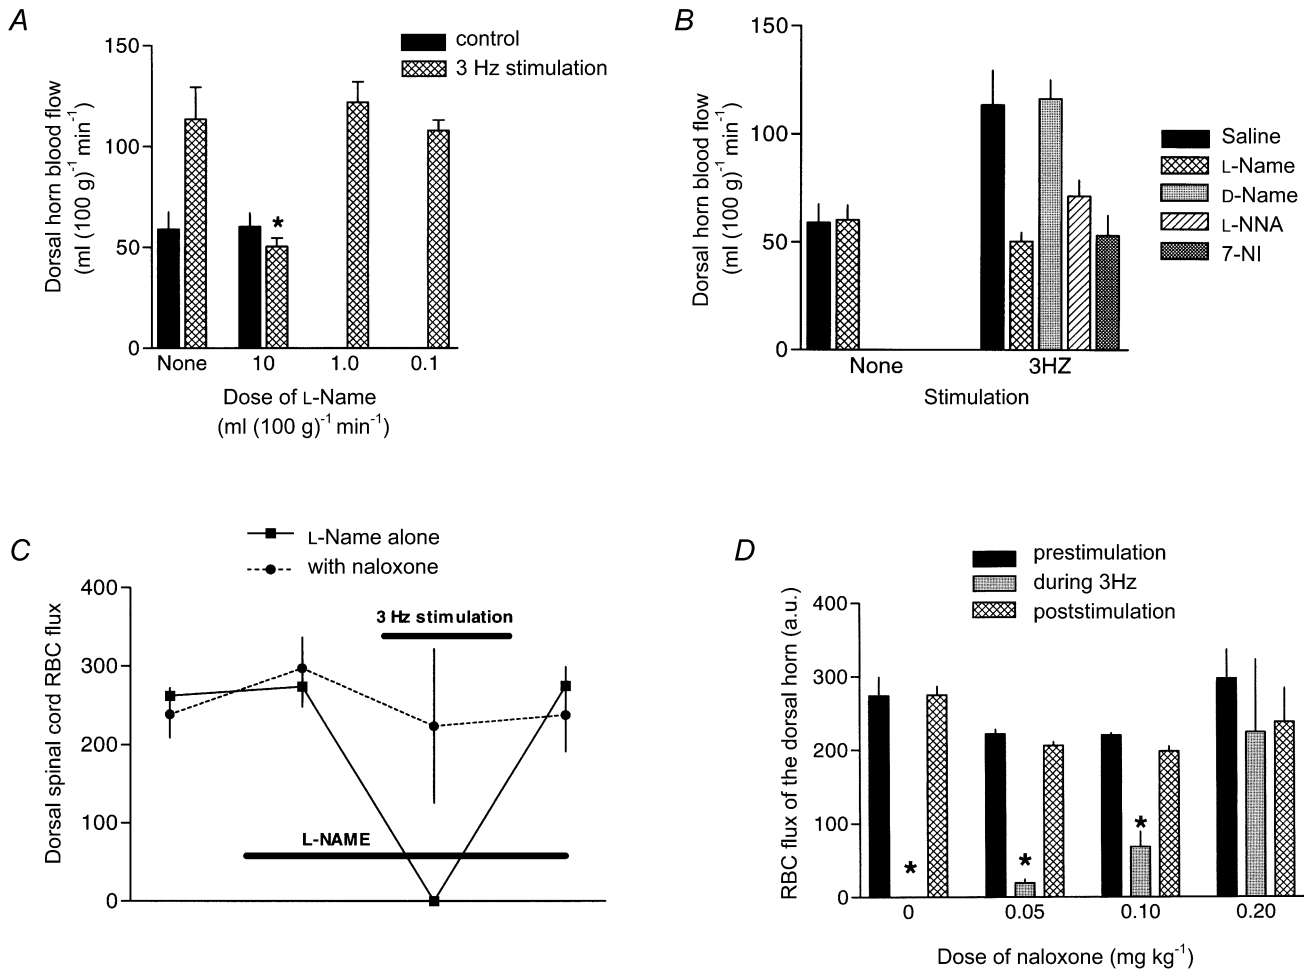 A
control
3 Hz stimulation
Dorsal horn blood flow
(ml (100 g)⁻¹ min⁻¹)
150
100
50
0
None 10 1.0 0.1
*
Dose of L-Name
(ml (100 g)⁻¹ min⁻¹)
B
Dorsal horn blood flow
(ml (100 g)⁻¹ min⁻¹)
150
100
50
0
None 3HZ
Stimulation
Saline
L-Name
D-Name
L-NNA
7-NI
C
L-Name alone
with naloxone
Dorsal spinal cord RBC flux
400
300
200
100
0
3 Hz stimulation
L-NAME
D
prestimulation
during 3Hz
poststimulation
RBC flux of the dorsal horn (a.u.)
400
300
200
100
0
* * *
0 0.05 0.10 0.20
Dose of naloxone (mg kg⁻¹)